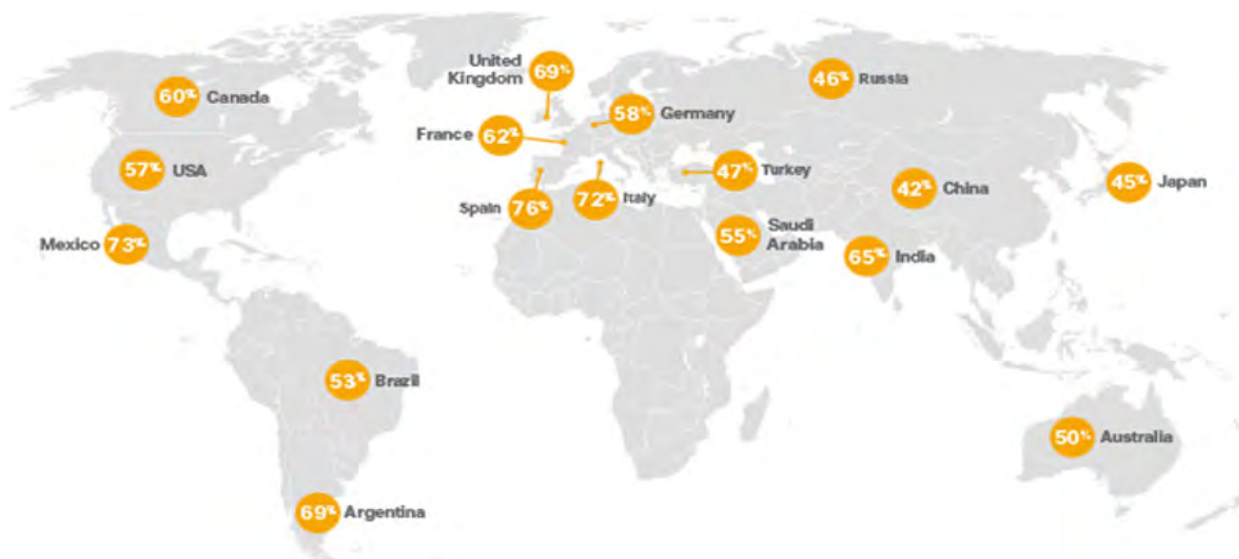 United
Kingdom 69%
46% Russia
60% Canada
58% Germany
France 62%
57% USA
47% Turkey
42% China
45% Japan
Spain 76%
72% Italy
Mexico 73%
55% Saudi
Arabia
65% India
53% Brazil
50% Australia
69% Argentina